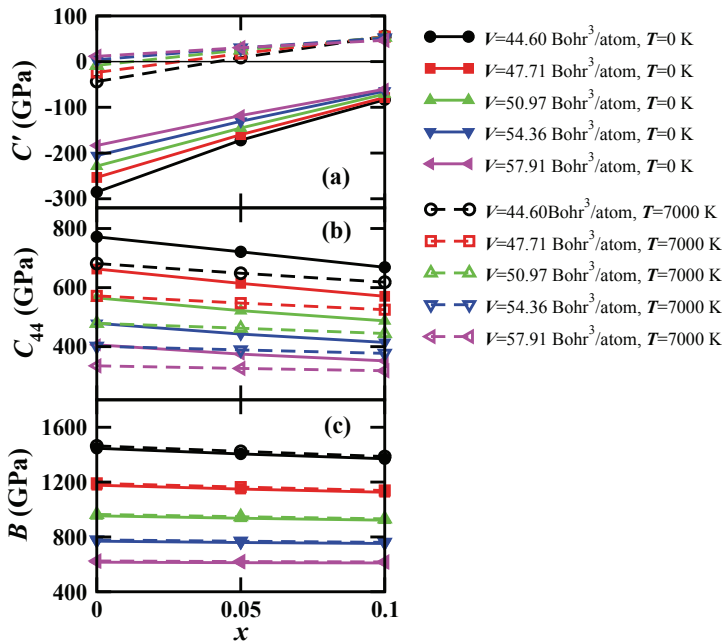 100
0
-100
-200
-300
C′ (GPa)
(a)
800
600
400
C44 (GPa)
(b)
1600
1200
800
400
B (GPa)
(c)
0
0.05
0.1
x
V=44.60 Bohr³/atom, T=0 K
V=47.71 Bohr³/atom, T=0 K
V=50.97 Bohr³/atom, T=0 K
V=54.36 Bohr³/atom, T=0 K
V=57.91 Bohr³/atom, T=0 K
V=44.60Bohr³/atom, T=7000 K
V=47.71 Bohr³/atom, T=7000 K
V=50.97 Bohr³/atom, T=7000 K
V=54.36 Bohr³/atom, T=7000 K
V=57.91 Bohr³/atom, T=7000 K